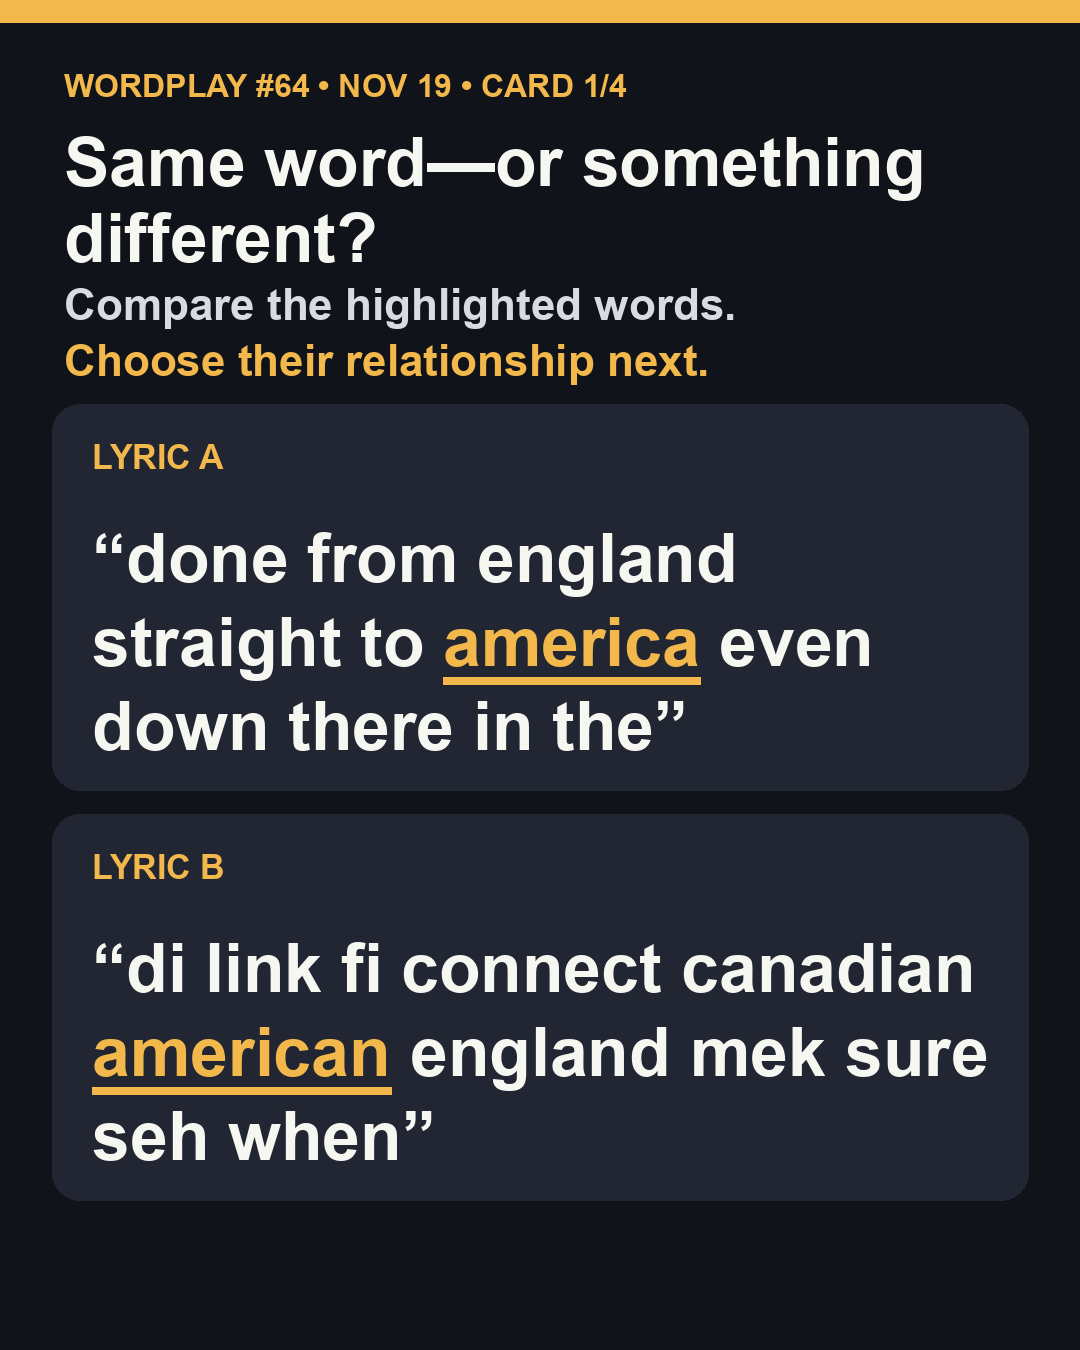 WORDPLAY #64 • NOV 19 • CARD 1/4
Same word—or something
different?
Compare the highlighted words.
Choose their relationship next.
LYRIC A
“done from england
straight to america even
down there in the”
LYRIC B
“di link fi connect canadian
american england mek sure
seh when”